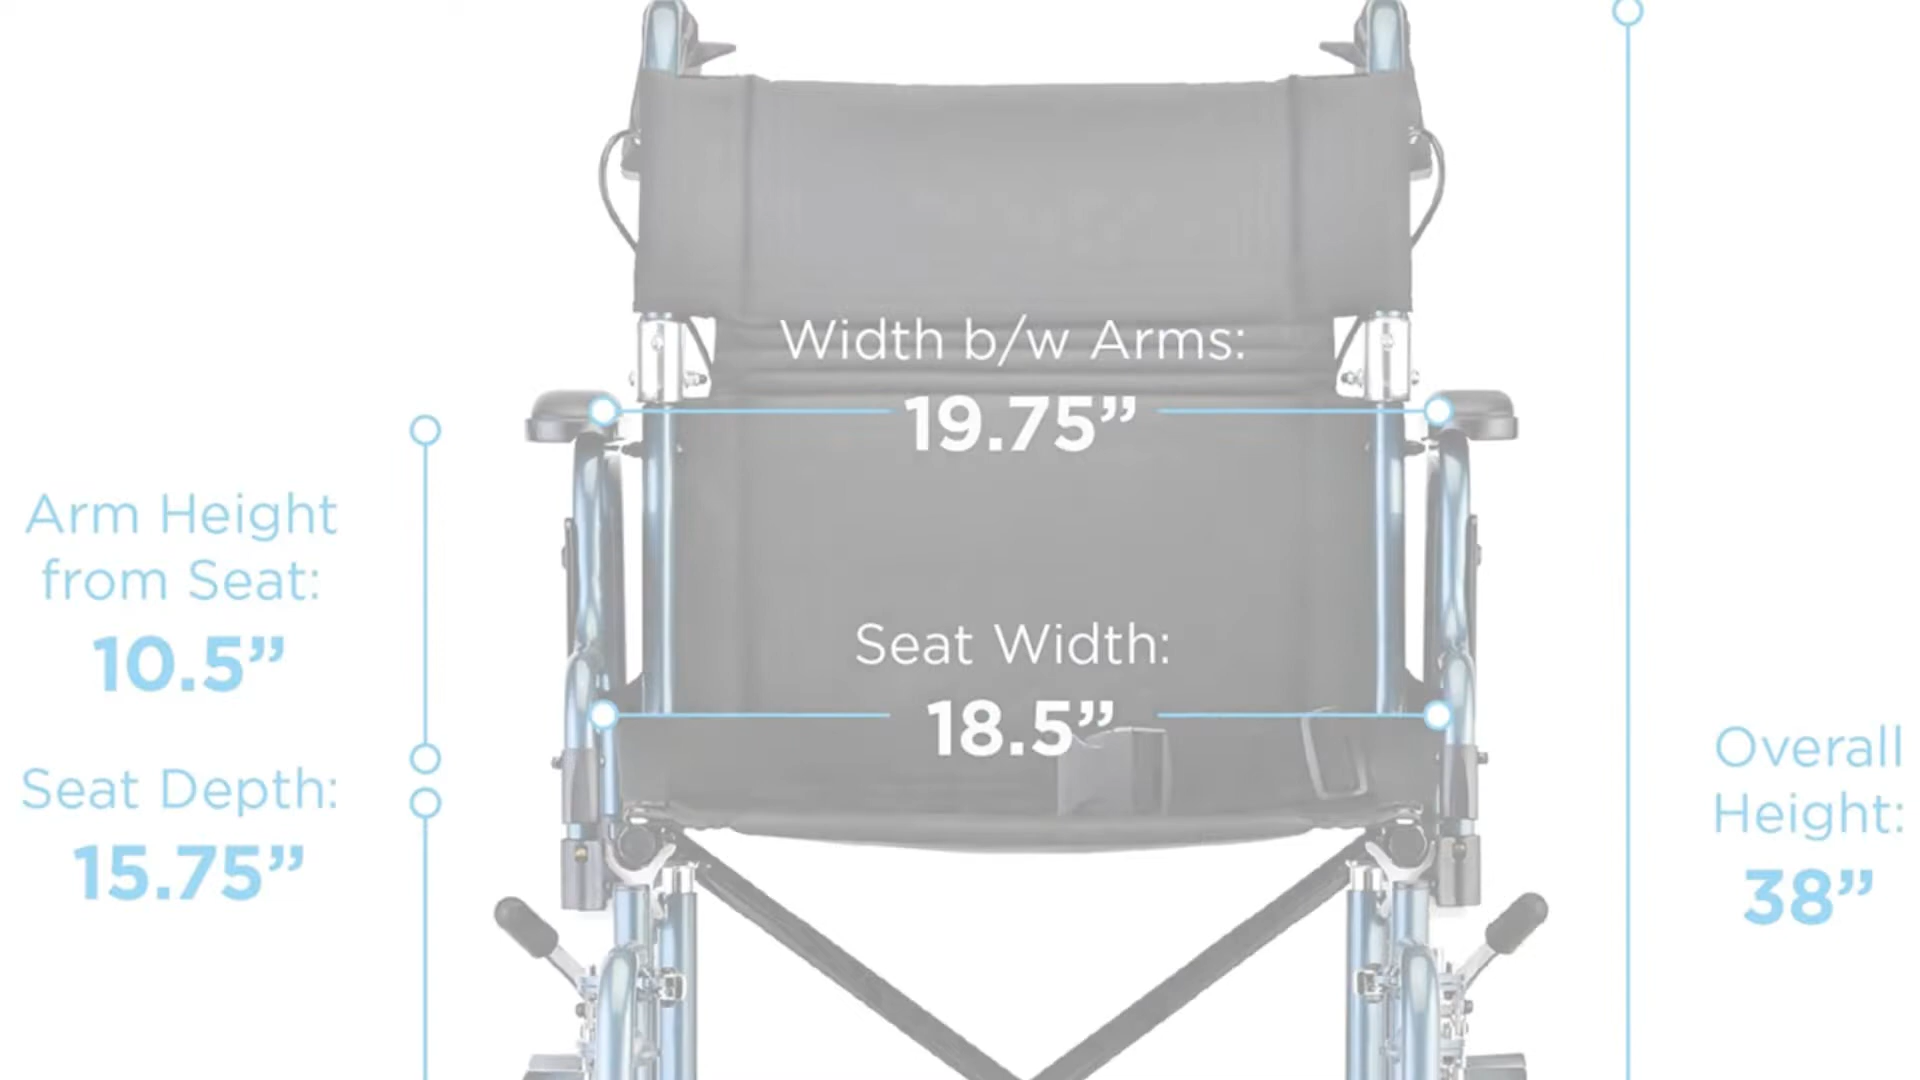 Width b/w Arms:
19.75”
Arm Height
from Seat:
10.5”
Seat Width:
18.5”
Seat Depth:
15.75”
Overall
Height:
38”